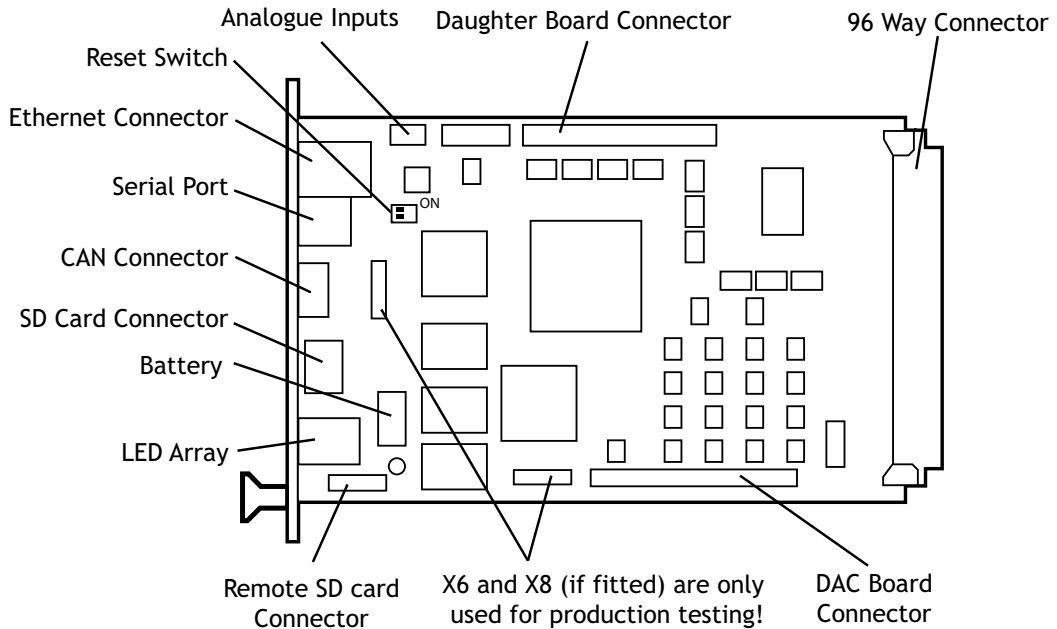 Analogue Inputs
Daughter Board Connector
96 Way Connector
Reset Switch
Ethernet Connector
Serial Port
ON
CAN Connector
SD Card Connector
Battery
LED Array
Remote SD card
Connector
X6 and X8 (if fitted) are only
used for production testing!
DAC Board
Connector